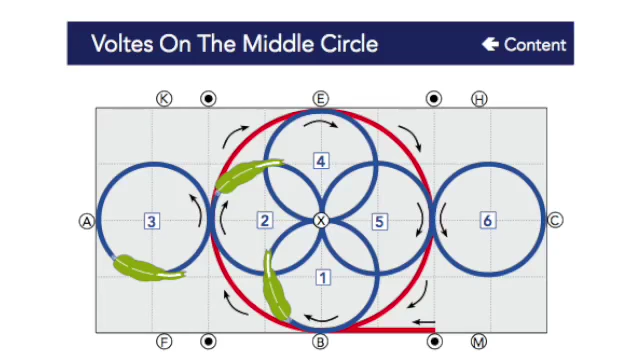 Voltes On The Middle Circle
Content
K E H
4
A 3 2 X 5 6 C
1
F B M